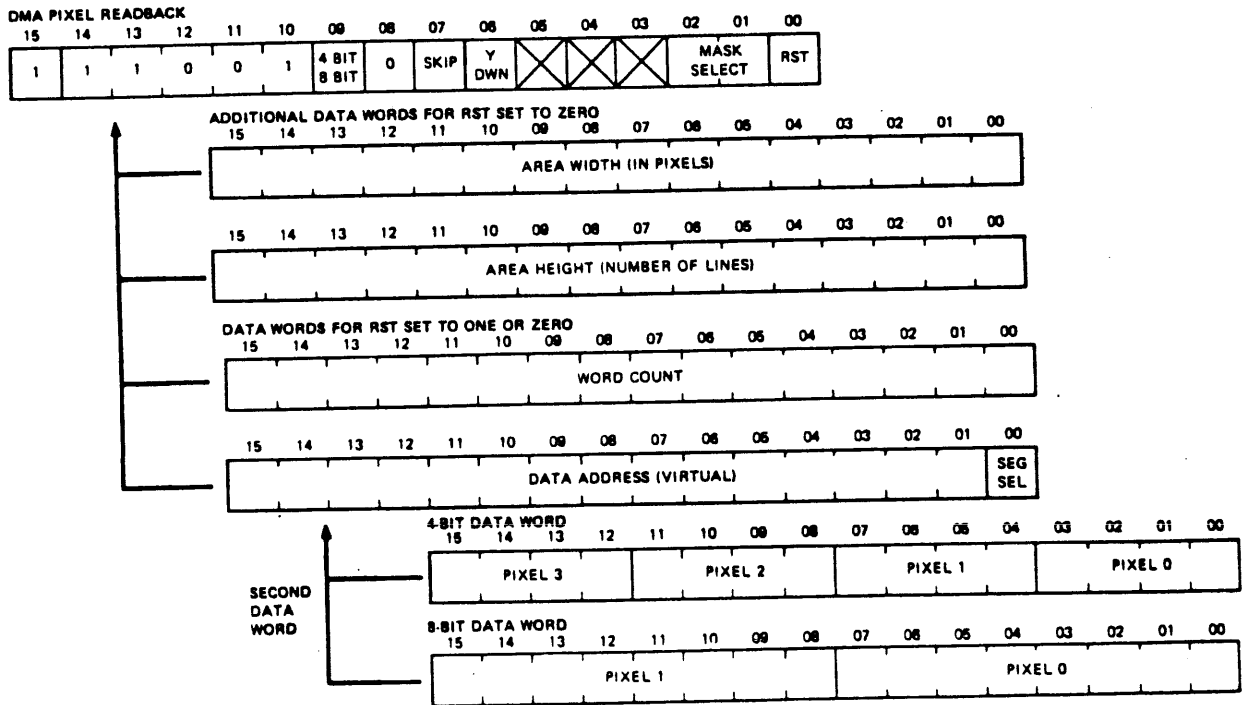 DMA PIXEL READBACK
15 14 13 12 11 10 09 08 07 06 05 04 03 02 01 00
1 1 1 0 0 1 4 BIT 8 BIT 0 SKIP Y DWN MASK SELECT RST
ADDITIONAL DATA WORDS FOR RST SET TO ZERO
15 14 13 12 11 10 09 08 07 06 05 04 03 02 01 00
AREA WIDTH (IN PIXELS)
15 14 13 12 11 10 09 08 07 06 05 04 03 02 01 00
AREA HEIGHT (NUMBER OF LINES)
DATA WORDS FOR RST SET TO ONE OR ZERO
15 14 13 12 11 10 09 08 07 06 05 04 03 02 01 00
WORD COUNT
15 14 13 12 11 10 09 08 07 06 05 04 03 02 01 00
DATA ADDRESS (VIRTUAL) SEG SEL
4-BIT DATA WORD
15 14 13 12 11 10 09 08 07 06 05 04 03 02 01 00
PIXEL 3 PIXEL 2 PIXEL 1 PIXEL 0
SECOND
DATA
WORD
8-BIT DATA WORD
15 14 13 12 11 10 09 08 07 06 05 04 03 02 01 00
PIXEL 1 PIXEL 0